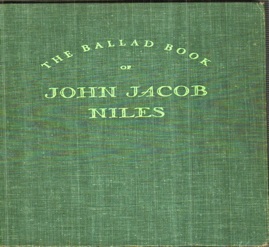 THE BALLAD BOOK
OF
JOHN JACOB
NILES